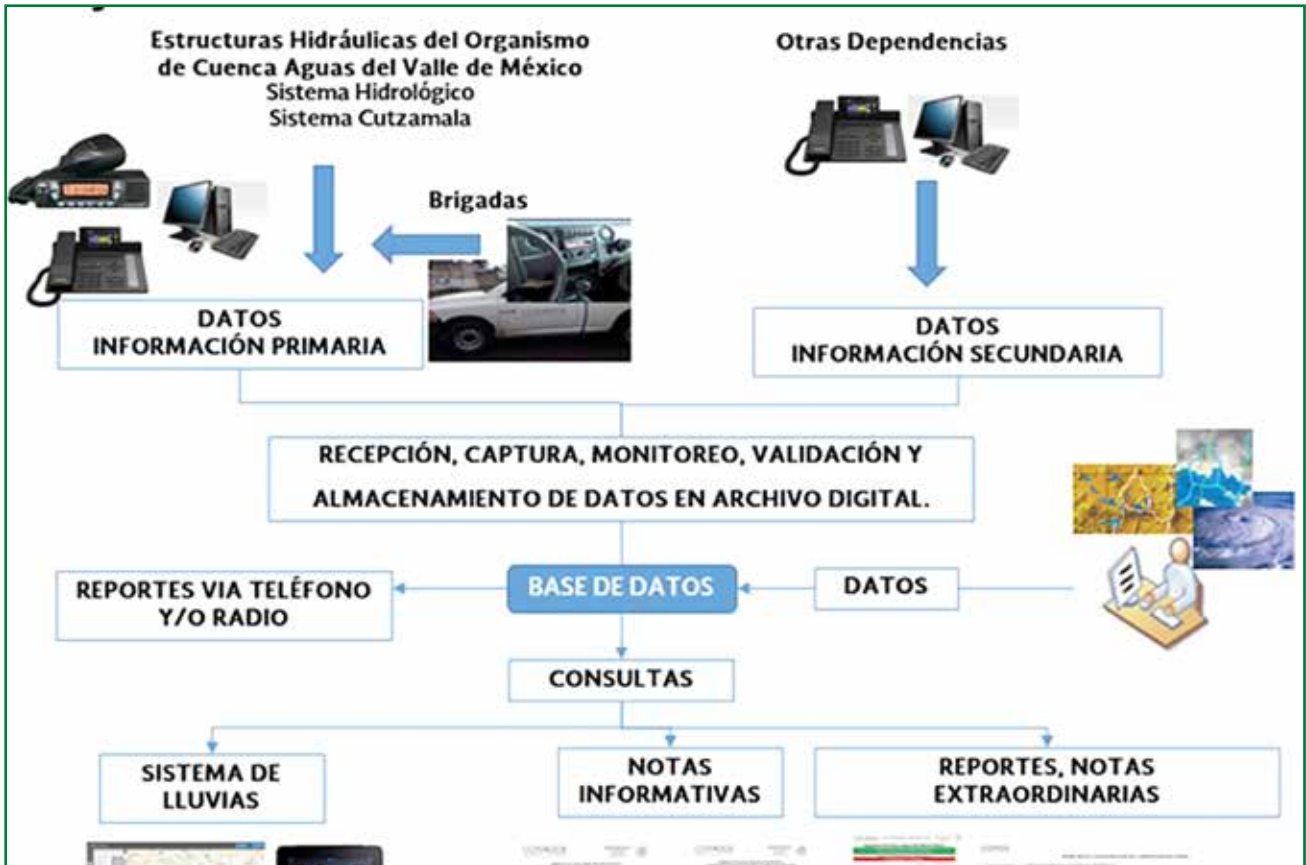 Estructuras Hidráulicas del Organismo
de Cuenca Aguas del Valle de México
Sistema Hidrológico
Sistema Cutzamala
Otras Dependencias
Brigadas
DATOS
INFORMACIÓN PRIMARIA
DATOS
INFORMACIÓN SECUNDARIA
RECEPCIÓN, CAPTURA, MONITOREO, VALIDACIÓN Y
ALMACENAMIENTO DE DATOS EN ARCHIVO DIGITAL.
REPORTES VIA TELÉFONO
Y/O RADIO
BASE DE DATOS
DATOS
CONSULTAS
SISTEMA DE
LLUVIAS
NOTAS
INFORMATIVAS
REPORTES, NOTAS
EXTRAORDINARIAS